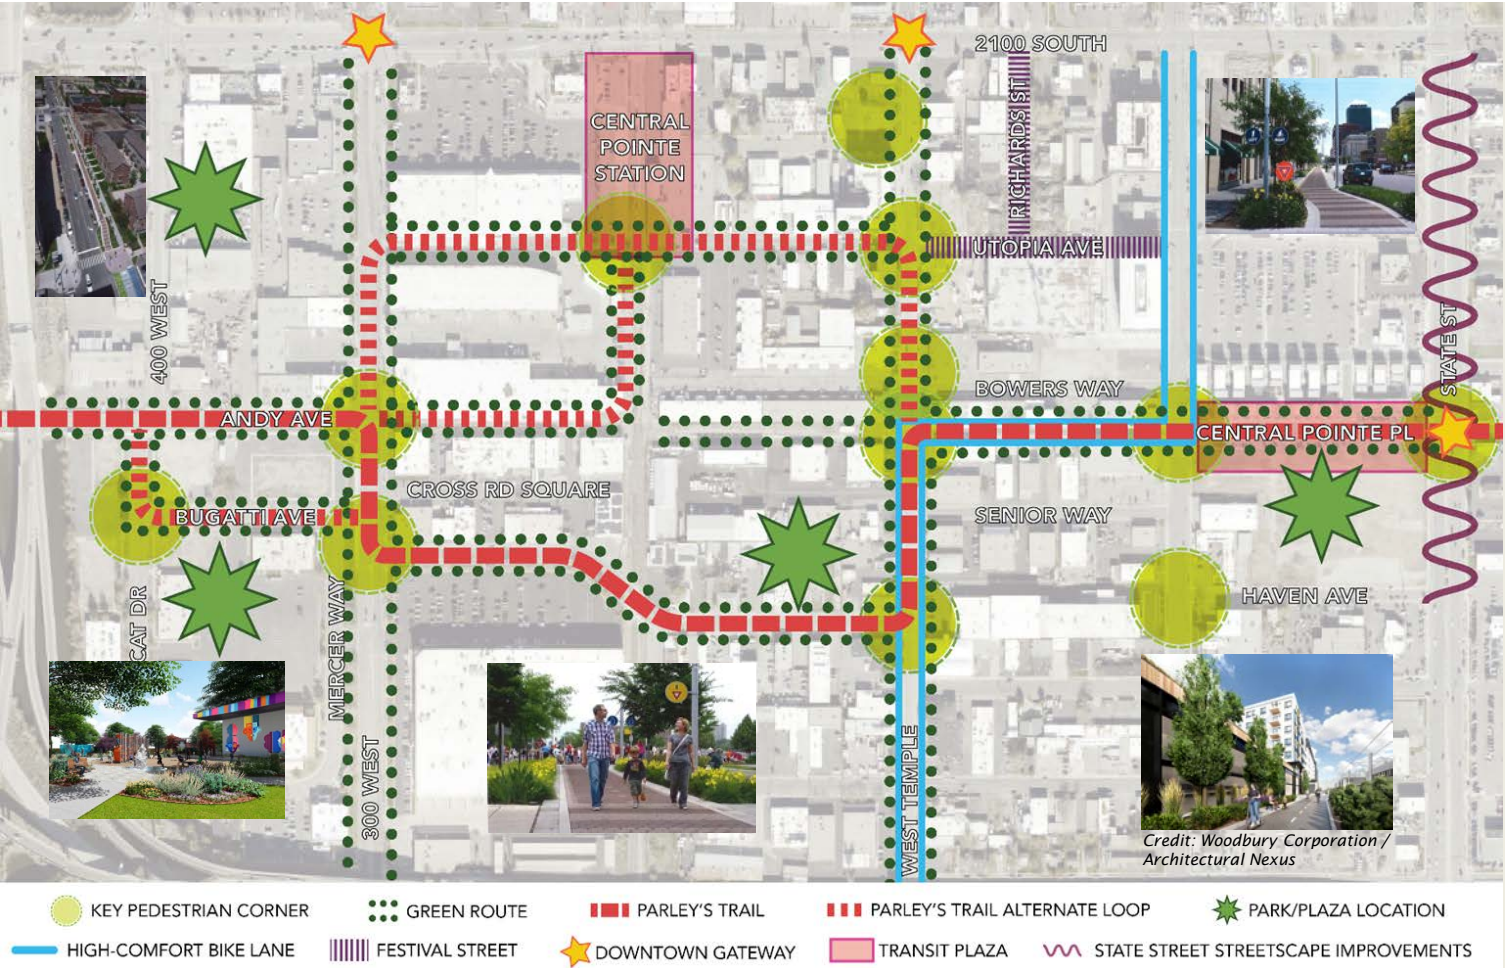 2100 SOUTH
RICHARDS ST
CENTRAL
POINTE
STATION
UTOPIA AVE
400 WEST
STATE ST
BOWERS WAY
ANDY AVE
CENTRAL POINTE PL
CROSS RD SQUARE
BUGATTI AVE
SENIOR WAY
CAT DR
MERCER WAY
HAVEN AVE
300 WEST
WEST TEMPLE
Credit: Woodbury Corporation /
Architectural Nexus
KEY PEDESTRIAN CORNER
GREEN ROUTE
PARLEY'S TRAIL
PARLEY'S TRAIL ALTERNATE LOOP
PARK/PLAZA LOCATION
HIGH-COMFORT BIKE LANE
FESTIVAL STREET
DOWNTOWN GATEWAY
TRANSIT PLAZA
STATE STREET STREETSCAPE IMPROVEMENTS